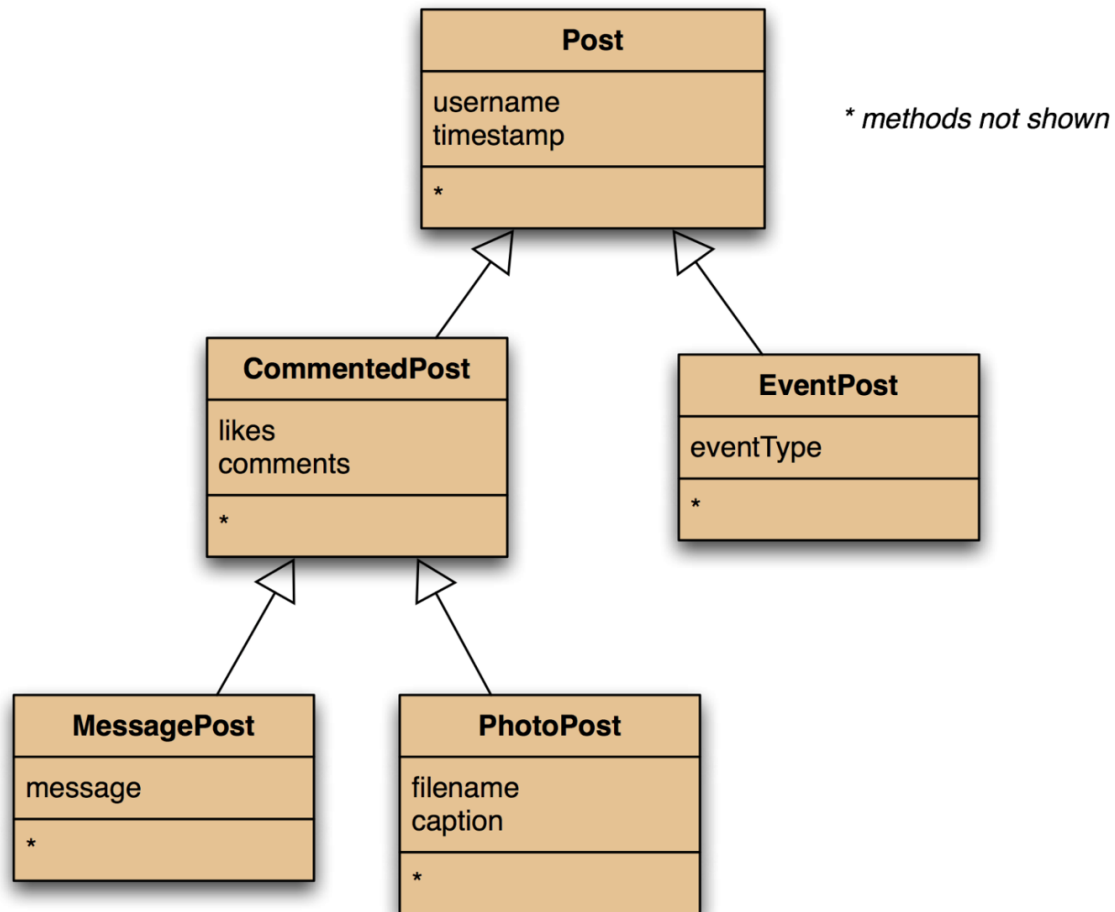 Post
username
timestamp
*
* methods not shown
CommentedPost
likes
comments
*
EventPost
eventType
*
MessagePost
message
*
PhotoPost
filename
caption
*